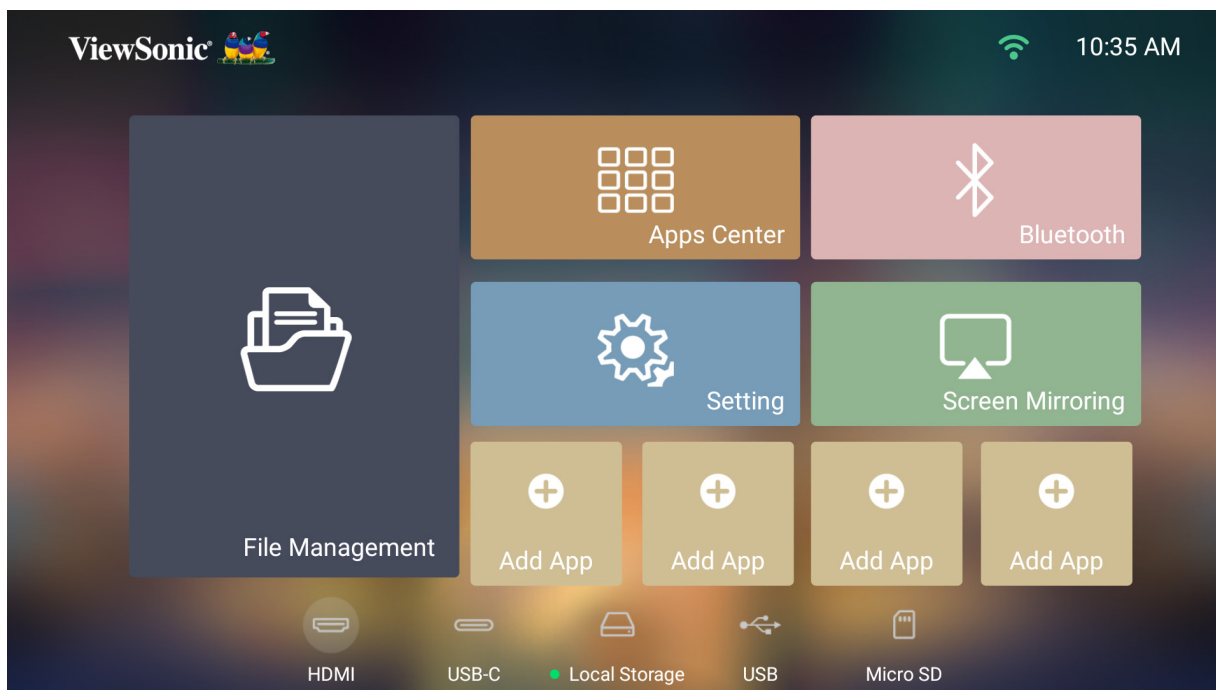 ViewSonic®
10:35 AM
Apps Center
Bluetooth
Setting
Screen Mirroring
File Management
Add App
Add App
Add App
Add App
HDMI
USB-C
Local Storage
USB
Micro SD